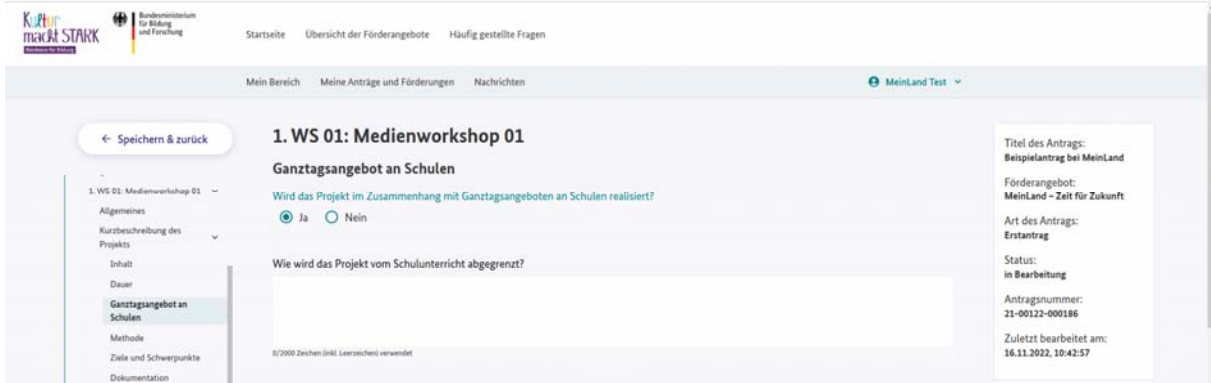 Kultur
macht STARK
Bündnisse für Bildung
Bundesministerium
für Bildung
und Forschung
Startseite Übersicht der Förderangebote Häufig gestellte Fragen
Mein Bereich Meine Anträge und Förderungen Nachrichten
MeinLand Test
← Speichern & zurück
1. WS 01: Medienworkshop 01
Allgemeines
Kurzbeschreibung des
Projekts
Inhalt
Dauer
Ganztagsangebot an
Schulen
Methode
Ziele und Schwerpunkte
Dokumentation
1. WS 01: Medienworkshop 01
Ganztagsangebot an Schulen
Wird das Projekt im Zusammenhang mit Ganztagsangeboten an Schulen realisiert?
Ja Nein
Wie wird das Projekt vom Schulunterricht abgegrenzt?
0/2000 Zeichen (inkl. Leerzeichen) verwendet
Titel des Antrags:
Beispielantrag bei MeinLand
Förderangebot:
MeinLand – Zeit für Zukunft
Art des Antrags:
Erstantrag
Status:
in Bearbeitung
Antragsnummer:
21-00122-000186
Zuletzt bearbeitet am:
16.11.2022, 10:42:57